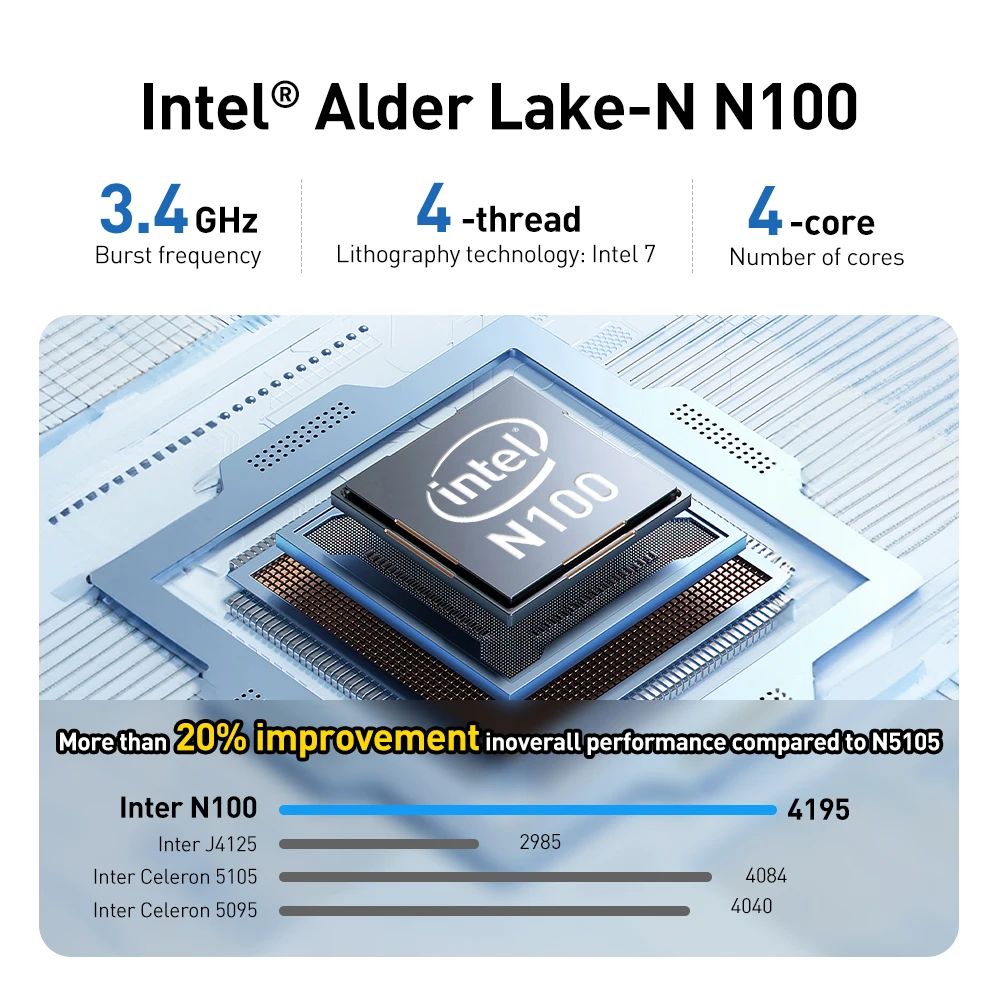 Intel® Alder Lake-N N100
3.4 GHz
Burst frequency
4 -thread
Lithography technology: Intel 7
4 -core
Number of cores
intel
N100
More than 20% improvement inoverall performance compared to N5105
Inter N100 4195
Inter J4125 2985
Inter Celeron 5105 4084
Inter Celeron 5095 4040